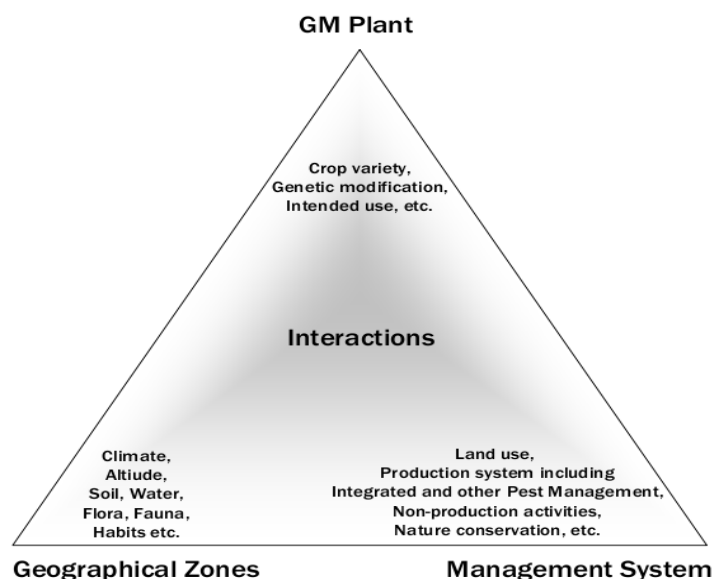 GM Plant
Crop variety,
Genetic modification,
Intended use, etc.
Interactions
Climate,
Altiude,
Soil, Water,
Flora, Fauna,
Habits etc.
Land use,
Production system including
Integrated and other Pest Management,
Non-production activities,
Nature conservation, etc.
Geographical Zones
Management System